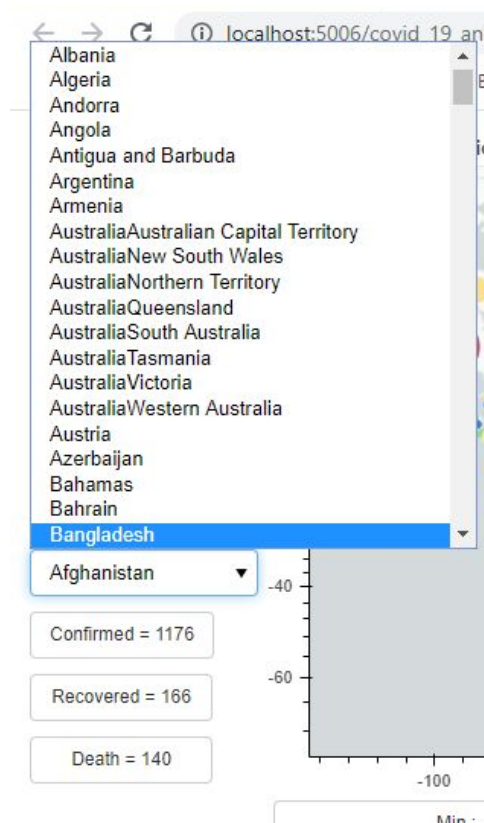 localhost:5006/covid_19_an
Albania
Algeria
Andorra
Angola
Antigua and Barbuda
Argentina
Armenia
AustraliaAustralian Capital Territory
AustraliaNew South Wales
AustraliaNorthern Territory
AustraliaQueensland
AustraliaSouth Australia
AustraliaTasmania
AustraliaVictoria
AustraliaWestern Australia
Austria
Azerbaijan
Bahamas
Bahrain
Bangladesh
Afghanistan
-40
Confirmed = 1176
-60
Recovered = 166
Death = 140
-100
Min :